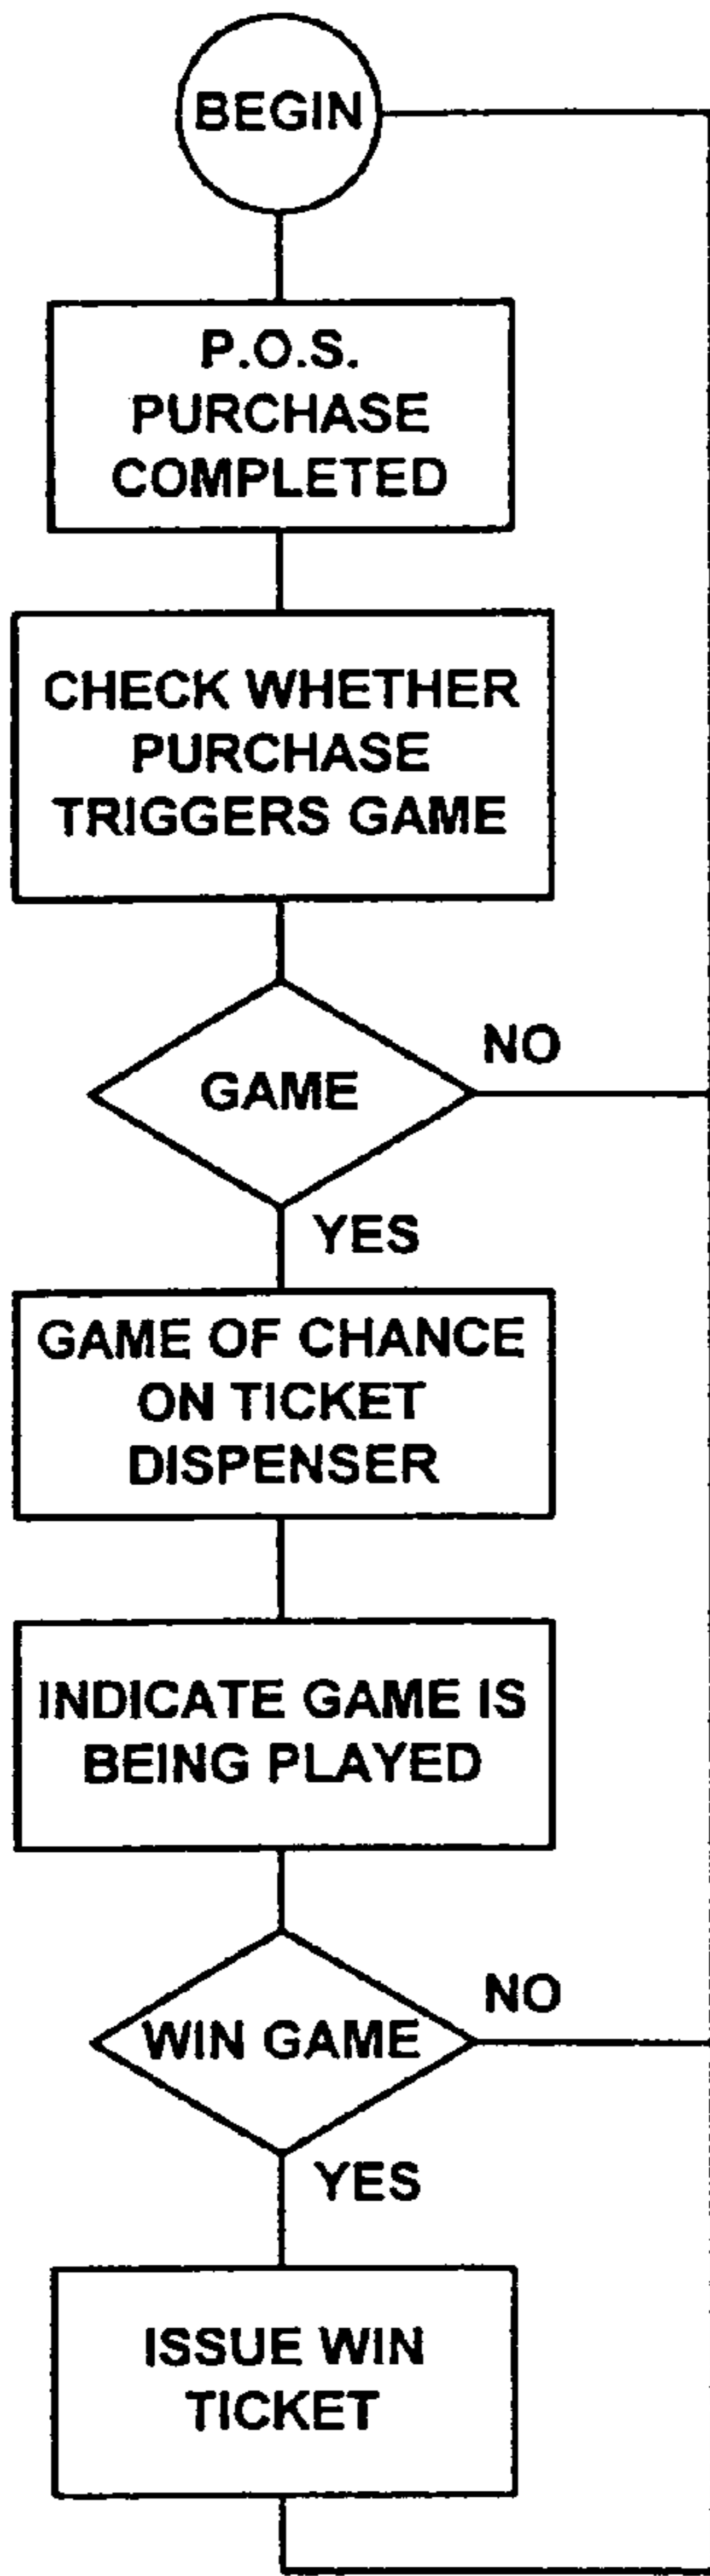 BEGIN
P.O.S.
PURCHASE
COMPLETED
CHECK WHETHER
PURCHASE
TRIGGERS GAME
GAME
NO
YES
GAME OF CHANCE
ON TICKET
DISPENSER
INDICATE GAME IS
BEING PLAYED
WIN GAME
NO
YES
ISSUE WIN
TICKET